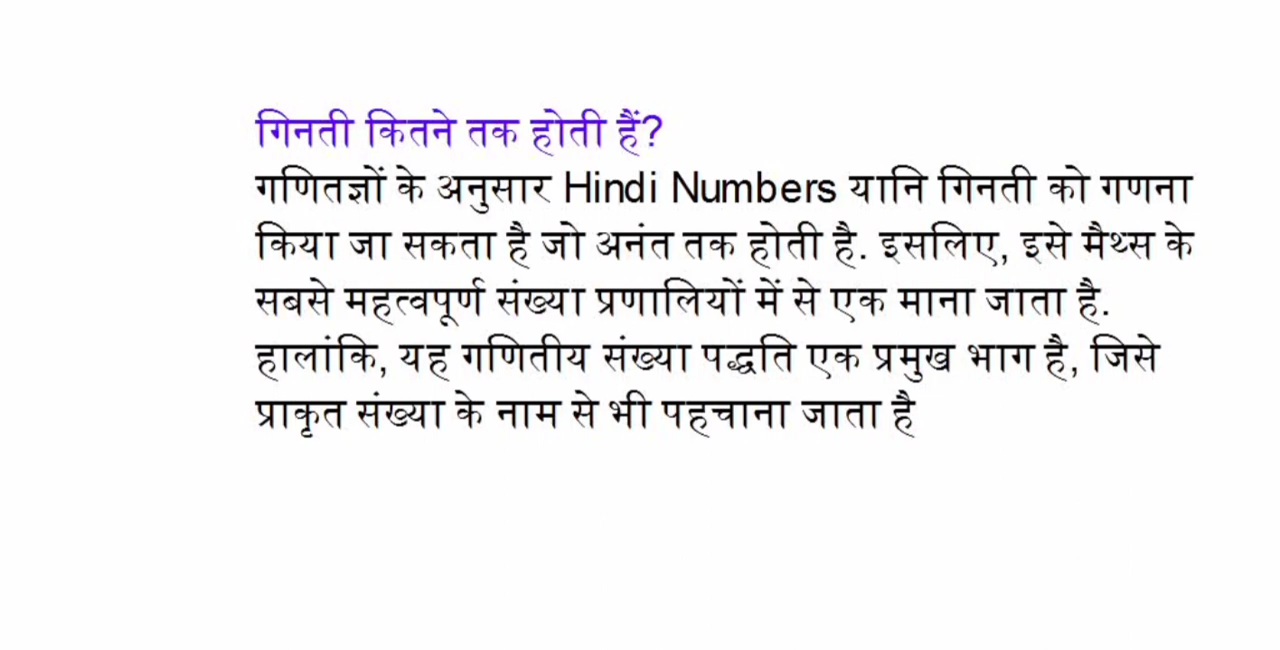 गिनती कितने तक होती हैं?
गणितज्ञों के अनुसार Hindi Numbers यानि गिनती को गणना
किया जा सकता है जो अनंत तक होती है. इसलिए, इसे मैथ्स के
सबसे महत्वपूर्ण संख्या प्रणालियों में से एक माना जाता है.
हालांकि, यह गणितीय संख्या पद्धति एक प्रमुख भाग है, जिसे
प्राकृत संख्या के नाम से भी पहचाना जाता है